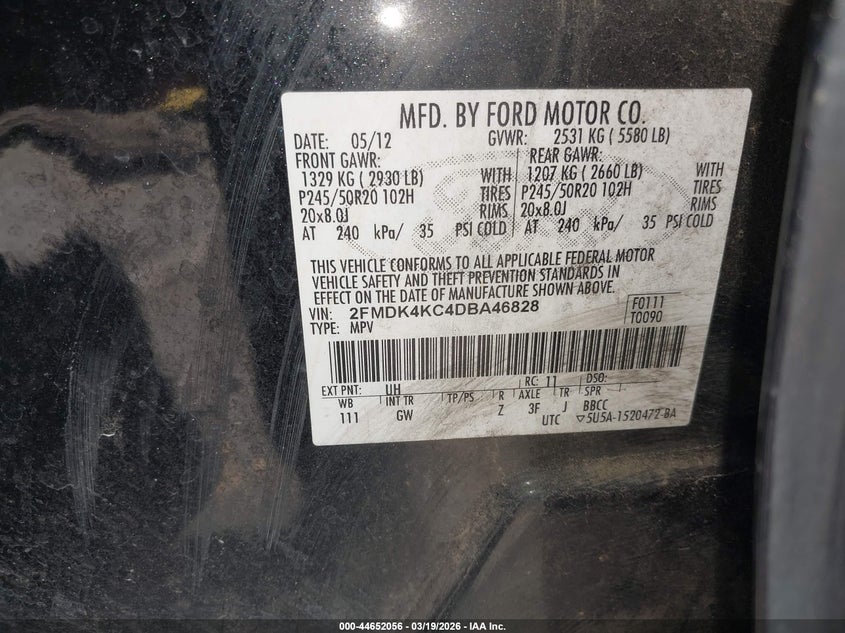 MFD. BY FORD MOTOR CO.
DATE: 05/12 GVWR: 2531 KG ( 5580 LB)
FRONT GAWR: REAR GAWR:
1329 KG ( 2930 LB) WITH 1207 KG ( 2660 LB) WITH
P245/50R20 102H TIRES P245/50R20 102H TIRES
20x8.0J RIMS 20x8.0J RIMS
AT 240 kPa/ 35 PSI COLD AT 240 kPa/ 35 PSI COLD
THIS VEHICLE CONFORMS TO ALL APPLICABLE FEDERAL MOTOR
VEHICLE SAFETY AND THEFT PREVENTION STANDARDS IN
EFFECT ON THE DATE OF MANUFACTURE SHOWN ABOVE.
VIN: 2FMDK4KC4DBA46828 F0111
TYPE: MPV T0090
EXT PNT: UH RC: 11 DSO:
WB INT TR TP/PS R AXLE TR SPR
111 GW Z 3F J BBCC
UTC ▽5U5A-1520472-BA
000-44652056 — 03/19/2026 — IAA Inc.